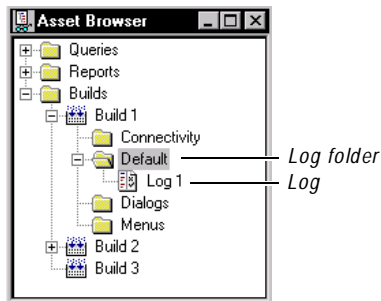 Asset Browser
Queries
Reports
Builds
Build 1
Connectivity
Default
Log folder
Log 1
Log
Dialogs
Menus
Build 2
Build 3